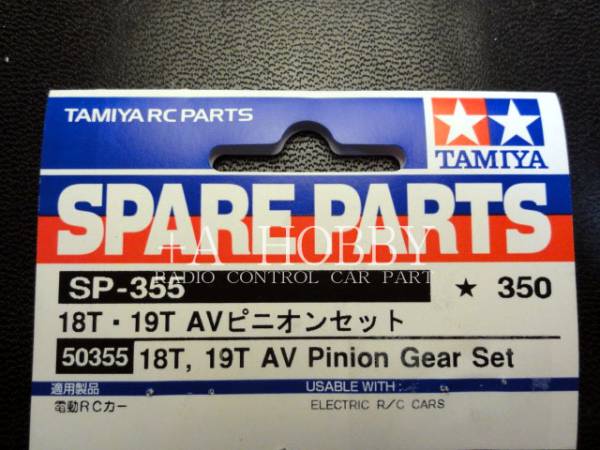 TAMIYA RC PARTS
TAMIYA
SPARE PARTS
+A HOBBY
RADIO CONTROL CAR PART
SP-355
★ 350
18T・19T AVピニオンセット
50355 18T, 19T AV Pinion Gear Set
適用製品 USABLE WITH :
電動RCカー ELECTRIC R/C CARS